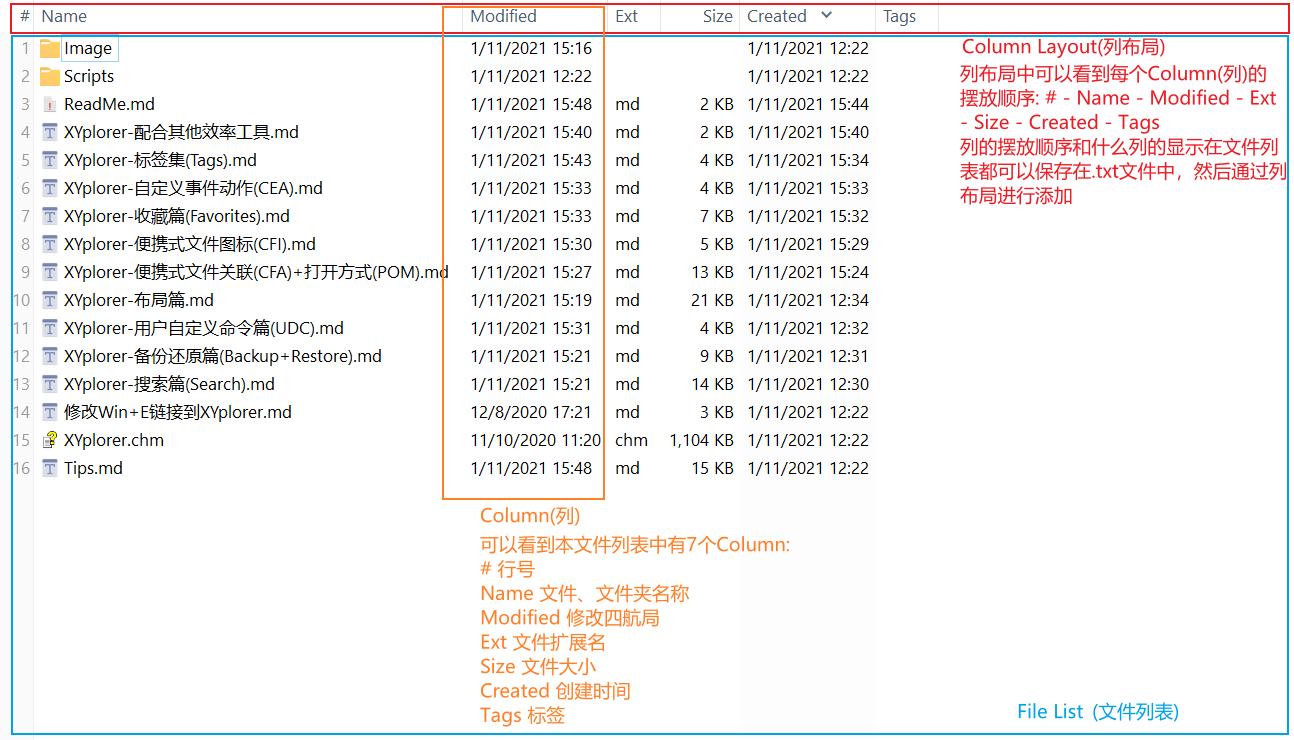 # Name Modified Ext Size Created Tags
1 Image 1/11/2021 15:16 1/11/2021 12:22
2 Scripts 1/11/2021 12:22 1/11/2021 12:22
3 ReadMe.md 1/11/2021 15:48 md 2 KB 1/11/2021 15:44
4 XYplorer-配合其他效率工具.md 1/11/2021 15:40 md 2 KB 1/11/2021 15:40
5 XYplorer-标签集(Tags).md 1/11/2021 15:43 md 4 KB 1/11/2021 15:34
6 XYplorer-自定义事件动作(CEA).md 1/11/2021 15:33 md 4 KB 1/11/2021 15:33
7 XYplorer-收藏篇(Favorites).md 1/11/2021 15:33 md 7 KB 1/11/2021 15:32
8 XYplorer-便携式文件图标(CFI).md 1/11/2021 15:30 md 5 KB 1/11/2021 15:29
9 XYplorer-便携式文件关联(CFA)+打开方式(POM).md 1/11/2021 15:27 md 13 KB 1/11/2021 15:24
10 XYplorer-布局篇.md 1/11/2021 15:19 md 21 KB 1/11/2021 12:34
11 XYplorer-用户自定义命令篇(UDC).md 1/11/2021 15:31 md 4 KB 1/11/2021 12:32
12 XYplorer-备份还原篇(Backup+Restore).md 1/11/2021 15:21 md 9 KB 1/11/2021 12:31
13 XYplorer-搜索篇(Search).md 1/11/2021 15:21 md 14 KB 1/11/2021 12:30
14 修改Win+E链接到XYplorer.md 12/8/2020 17:21 md 3 KB 1/11/2021 12:22
15 XYplorer.chm 11/10/2020 11:20 chm 1,104 KB 1/11/2021 12:22
16 Tips.md 1/11/2021 15:48 md 15 KB 1/11/2021 12:22
Column Layout(列布局)
列布局中可以看到每个Column(列)的
摆放顺序: # - Name - Modified - Ext
- Size - Created - Tags
列的摆放顺序和什么列的显示在文件列
表都可以保存在.txt文件中，然后通过列
布局进行添加
Column(列)
可以看到本文件列表中有7个Column:
# 行号
Name 文件、文件夹名称
Modified 修改四航局
Ext 文件扩展名
Size 文件大小
Created 创建时间
Tags 标签
File List (文件列表)